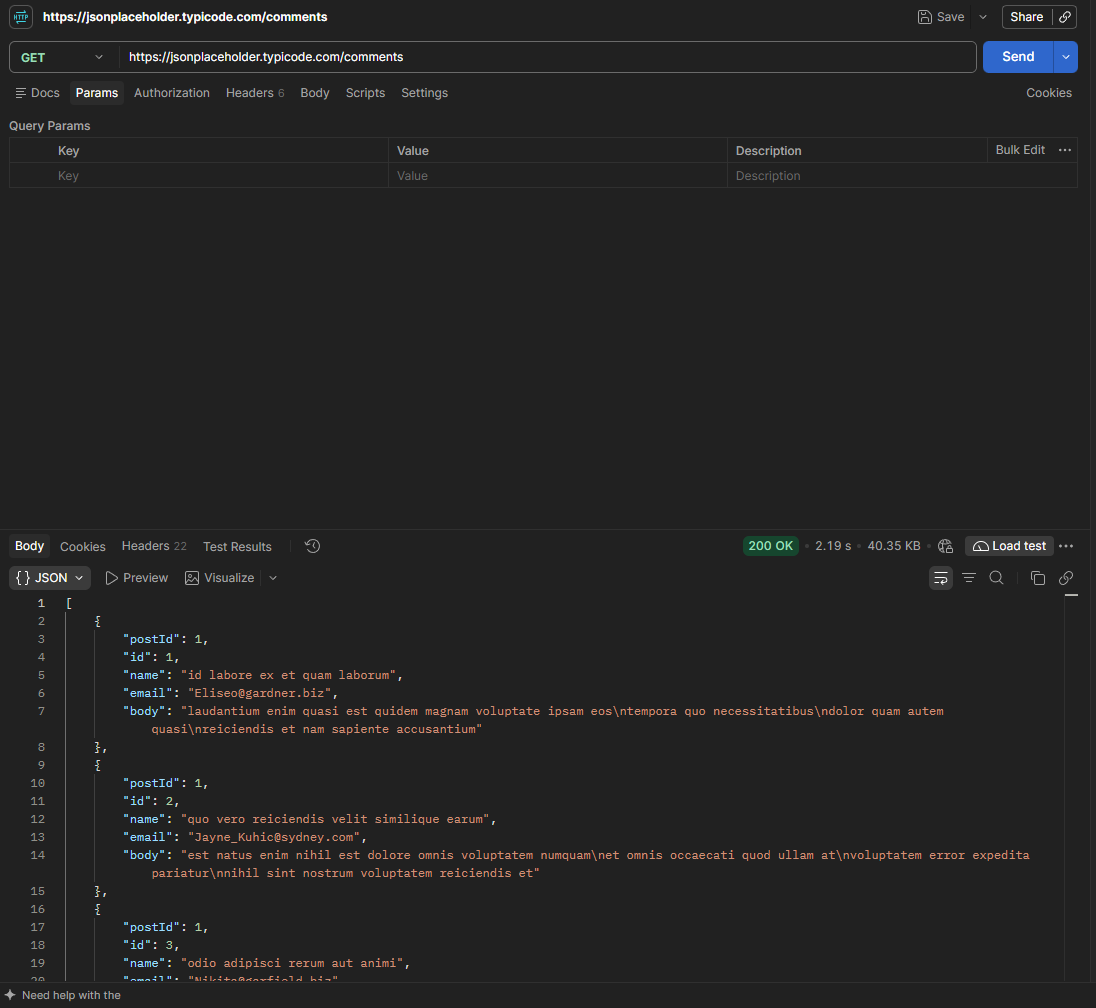 HTTP https://jsonplaceholder.typicode.com/comments Save Share
GET https://jsonplaceholder.typicode.com/comments Send
Docs Params Authorization Headers 6 Body Scripts Settings Cookies
Query Params
Key Value Description Bulk Edit
Key Value Description
Body Cookies Headers 22 Test Results 200 OK • 2.19 s • 40.35 KB • Load test
{} JSON Preview Visualize
1 [
2 {
3 "postId": 1,
4 "id": 1,
5 "name": "id labore ex et quam laborum",
6 "email": "Eliseo@gardner.biz",
7 "body": "laudantium enim quasi est quidem magnam voluptate ipsam eos\ntempora quo necessitatibus\ndolor quam autem
quasi\nreiciendis et nam sapiente accusantium"
8 },
9 {
10 "postId": 1,
11 "id": 2,
12 "name": "quo vero reiciendis velit similique earum",
13 "email": "Jayne_Kuhic@sydney.com",
14 "body": "est natus enim nihil est dolore omnis voluptatem numquam\net omnis occaecati quod ullam at\nvoluptatem error expedita
pariatur\nnihil sint nostrum voluptatem reiciendis et"
15 },
16 {
17 "postId": 1,
18 "id": 3,
19 "name": "odio adipisci rerum aut animi",
20 "email": "Nikita@garfield.biz"
Need help with the